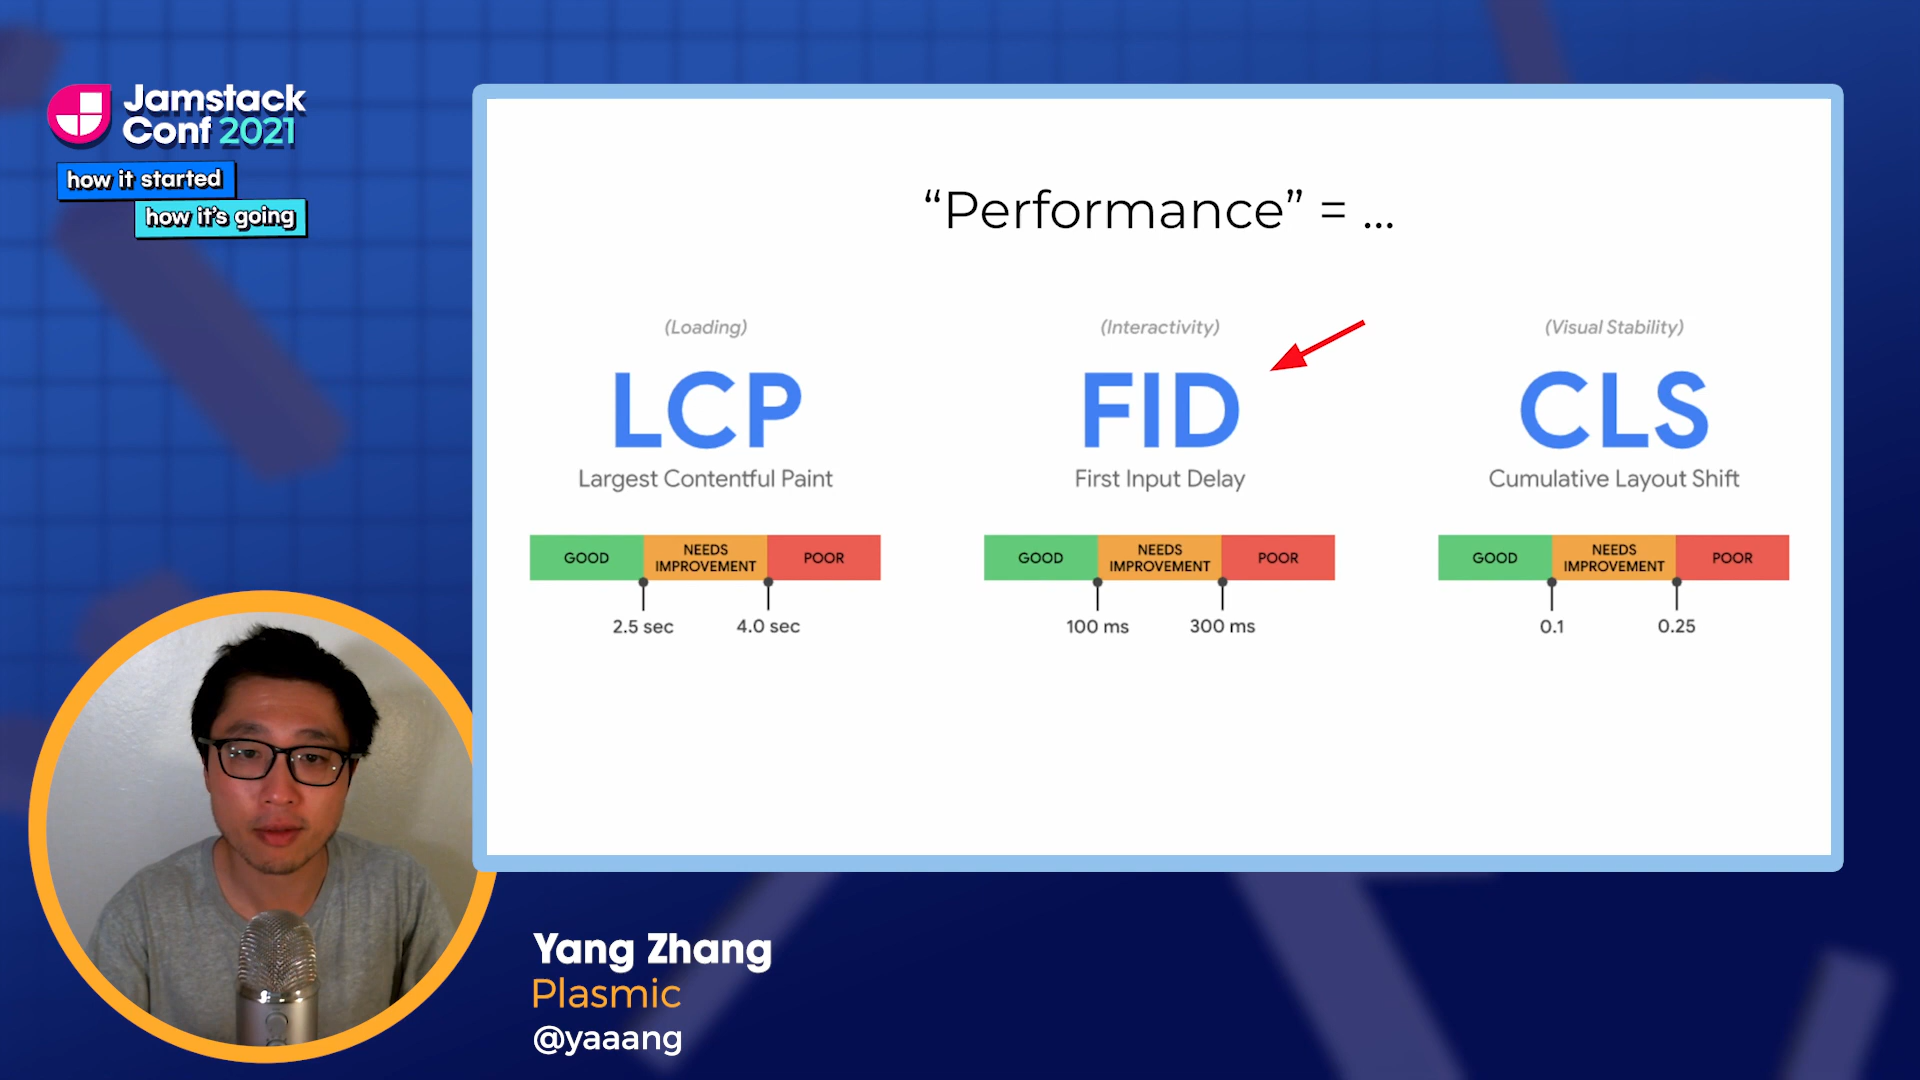 Jamstack
Conf 2021
how it started
how it's going
“Performance” = ...
(Loading)
LCP
Largest Contentful Paint
GOOD
NEEDS
IMPROVEMENT
POOR
2.5 sec
4.0 sec
(Interactivity)
FID
First Input Delay
GOOD
NEEDS
IMPROVEMENT
POOR
100 ms
300 ms
(Visual Stability)
CLS
Cumulative Layout Shift
GOOD
NEEDS
IMPROVEMENT
POOR
0.1
0.25
Yang Zhang
Plasmic
@yaaang